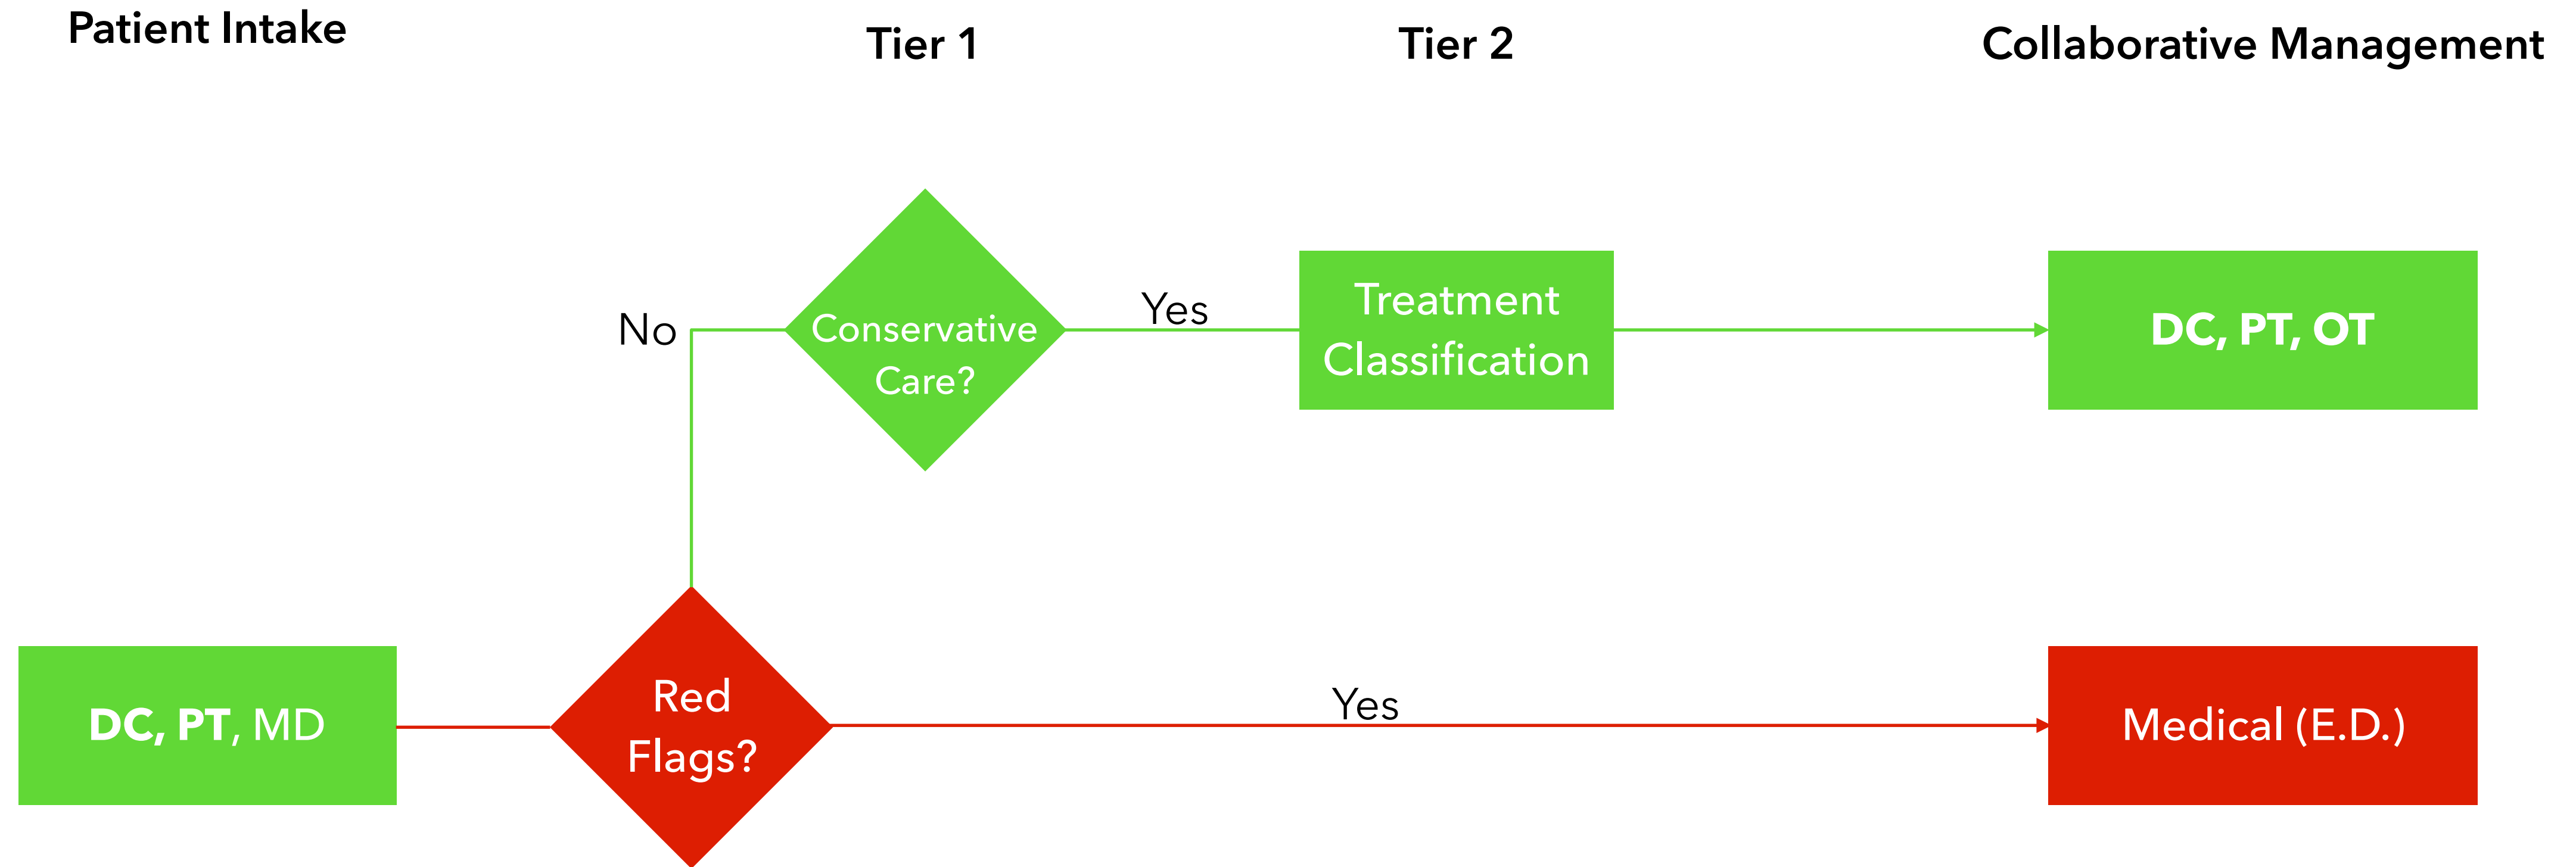 Patient Intake
Tier 1
Tier 2
Collaborative Management
No
Conservative
Care?
Yes
Treatment
Classification
DC, PT, OT
DC, PT, MD
Red
Flags?
Yes
Medical (E.D.)